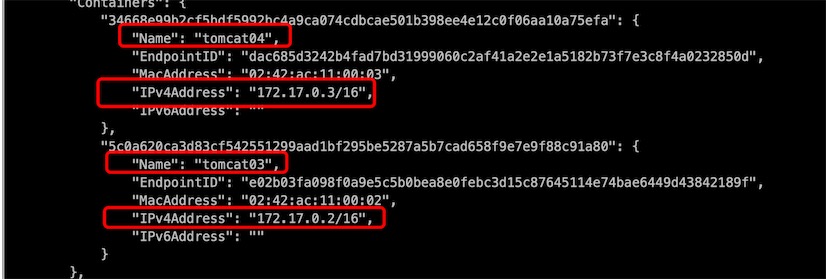 "Containers": {
"34668e99b2cf5bdf5992bc4a9ca074cdbcae501b398ee4e12c0f06aa10a75efa": {
"Name": "tomcat04",
"EndpointID": "dac685d3242b4fad7bd31999060c2af41a2e2e1a5182b73f7e3c8f4a0232850d",
"MacAddress": "02:42:ac:11:00:03",
"IPv4Address": "172.17.0.3/16",
"IPv6Address": ""
},
"5c0a620ca3d83cf542551299aad1bf295be5287a5b7cad658f9e7e9f88c91a80": {
"Name": "tomcat03",
"EndpointID": "e02b03fa098f0a9e5c5b0bea8e0febc3d15c87645114e74bae6449d43842189f",
"MacAddress": "02:42:ac:11:00:02",
"IPv4Address": "172.17.0.2/16",
"IPv6Address": ""
}
},